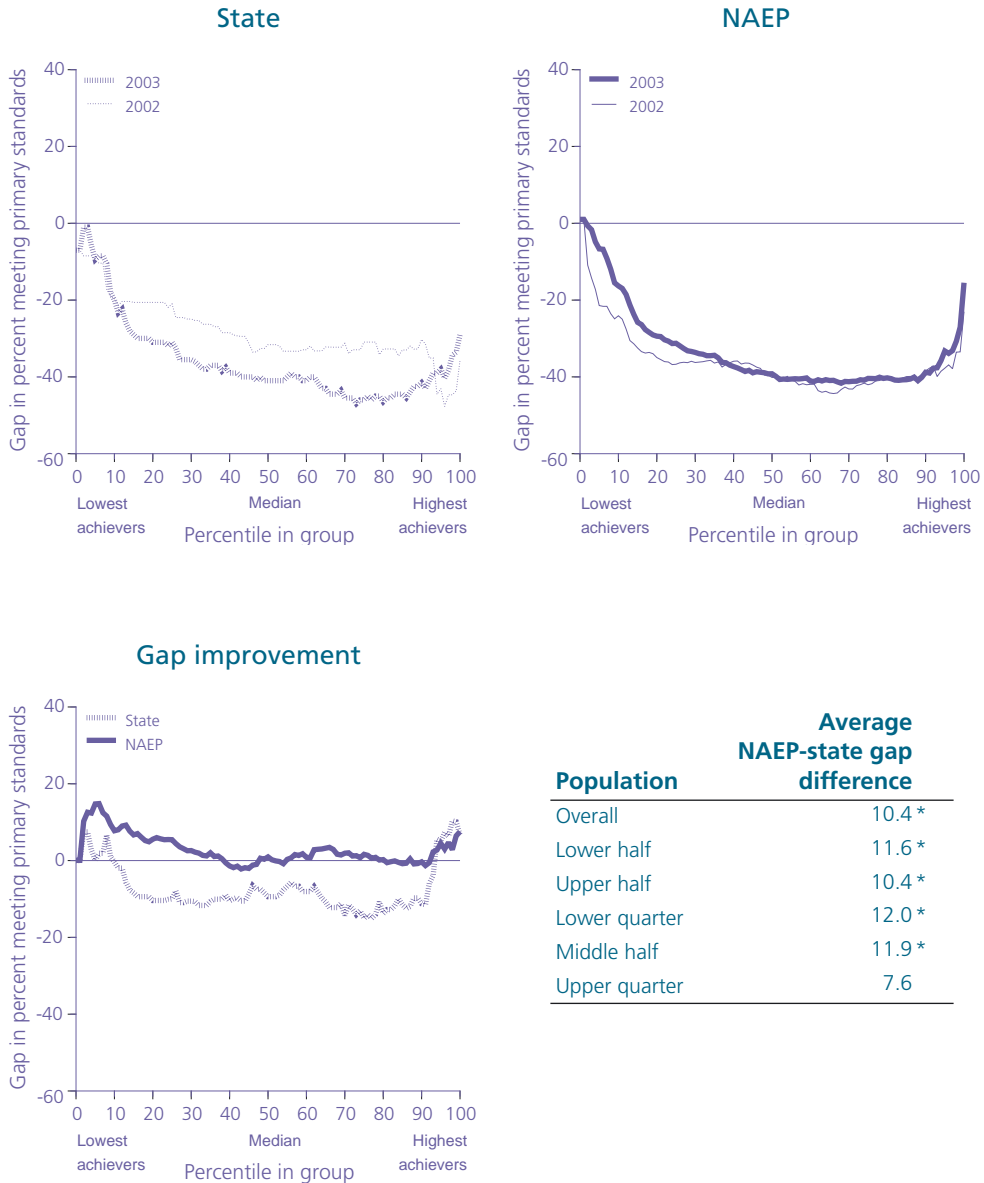 State
Gap in percent meeting primary standards
40
20
0
-20
-40
-60
2003
2002
0 10 20 30 40 50 60 70 80 90 100
Lowest achievers
Median
Highest achievers
Percentile in group
NAEP
Gap in percent meeting primary standards
40
20
0
-20
-40
-60
2003
2002
0 10 20 30 40 50 60 70 80 90 100
Lowest achievers
Median
Highest achievers
Percentile in group
Gap improvement
Gap in percent meeting primary standards
40
20
0
-20
-40
-60
State
NAEP
0 10 20 30 40 50 60 70 80 90 100
Lowest achievers
Median
Highest achievers
Percentile in group
Population Average NAEP-state gap difference
Overall 10.4 *
Lower half 11.6 *
Upper half 10.4 *
Lower quarter 12.0 *
Middle half 11.9 *
Upper quarter 7.6